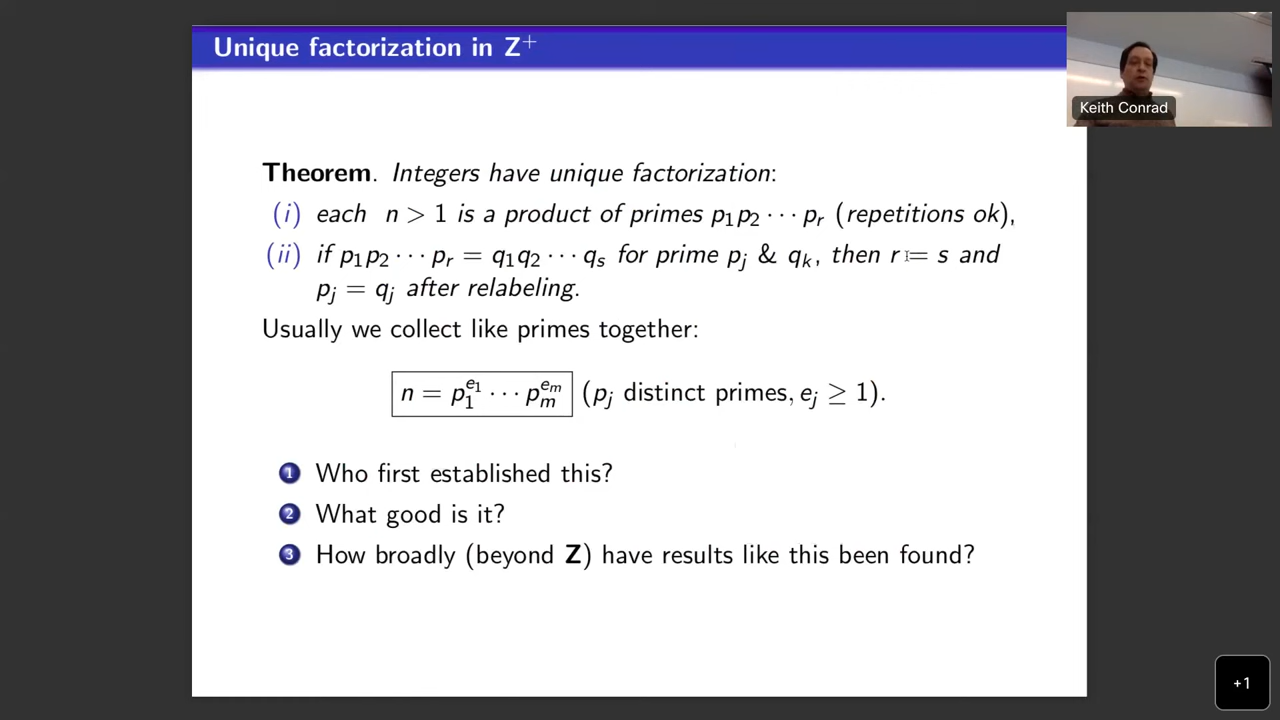 Unique factorization in Z⁺
Keith Conrad
Theorem. Integers have unique factorization:
(i) each n > 1 is a product of primes p₁p₂ ⋯ pᵣ (repetitions ok),
(ii) if p₁p₂ ⋯ pᵣ = q₁q₂ ⋯ qₛ for prime pⱼ & qₖ, then r = s and
pⱼ = qⱼ after relabeling.
Usually we collect like primes together:
n = p₁^{e₁} ⋯ pₘ^{eₘ} (pⱼ distinct primes, eⱼ ≥ 1).
1 Who first established this?
2 What good is it?
3 How broadly (beyond Z) have results like this been found?
+1